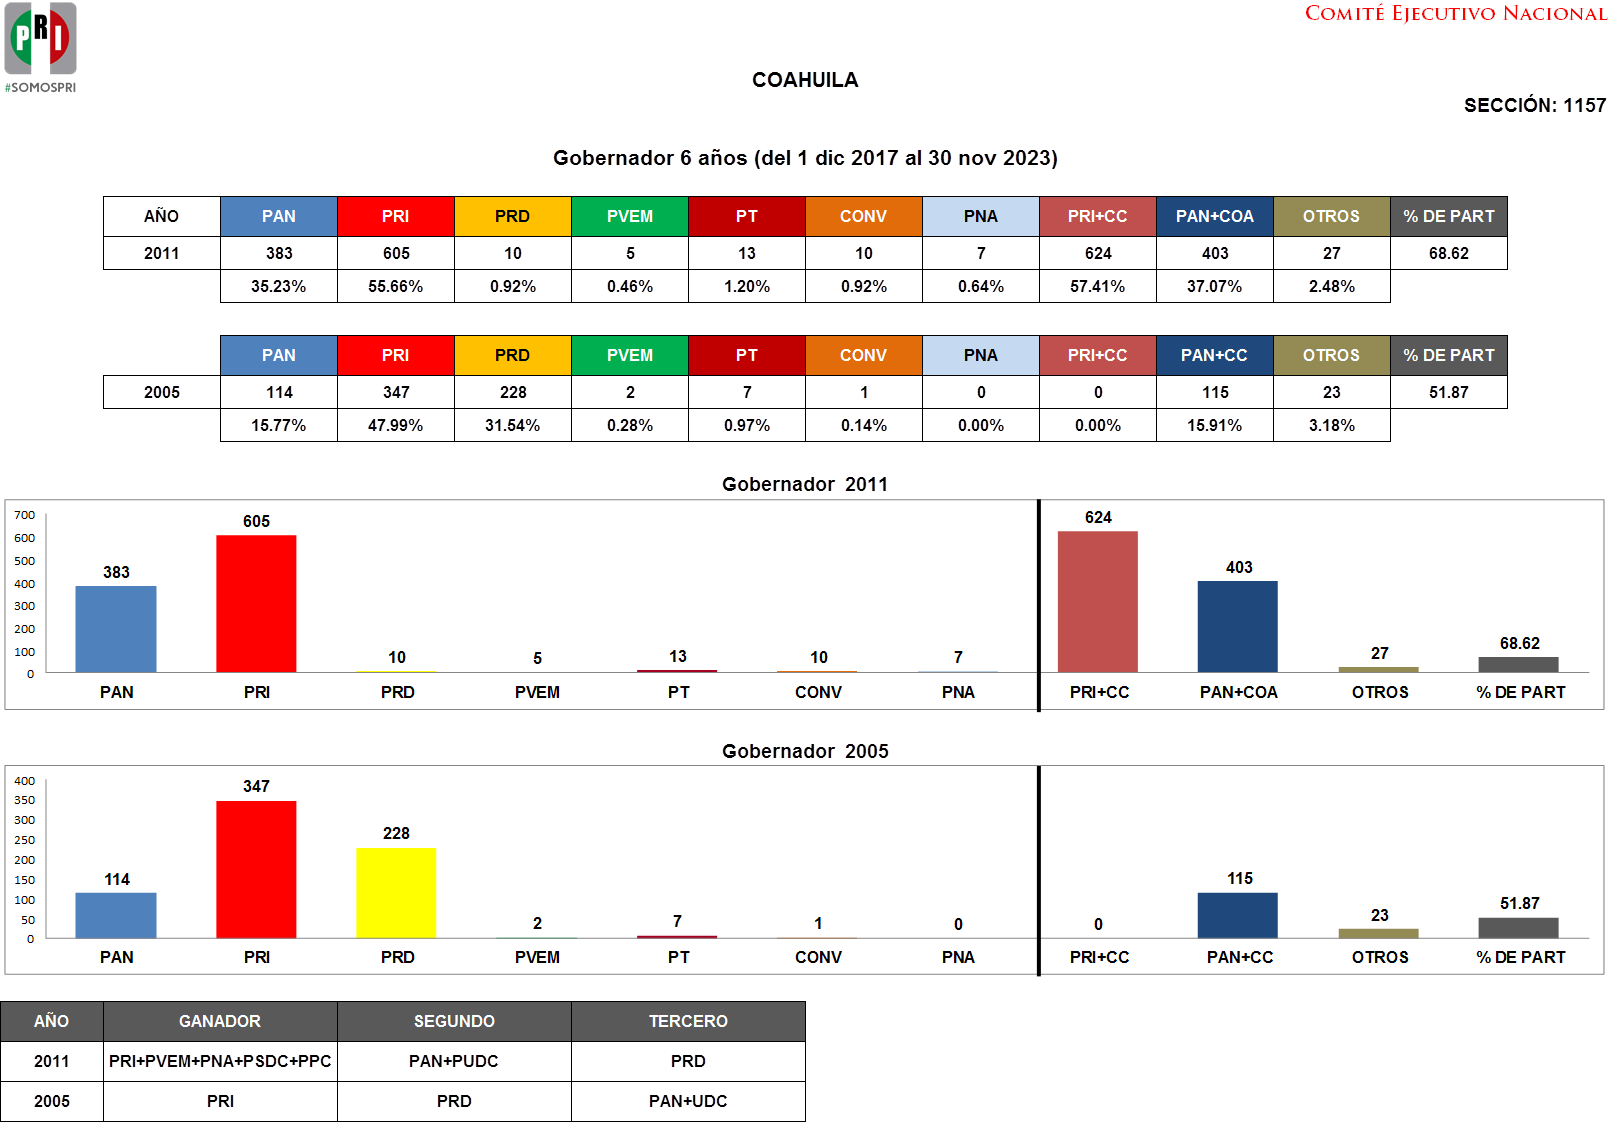 PRI
#SOMOSPRI
COMITÉ EJECUTIVO NACIONAL
COAHUILA
SECCIÓN: 1157
Gobernador 6 años (del 1 dic 2017 al 30 nov 2023)
AÑO PAN PRI PRD PVEM PT CONV PNA PRI+CC PAN+COA OTROS % DE PART
2011 383 605 10 5 13 10 7 624 403 27 68.62
35.23% 55.66% 0.92% 0.46% 1.20% 0.92% 0.64% 57.41% 37.07% 2.48%
PAN PRI PRD PVEM PT CONV PNA PRI+CC PAN+CC OTROS % DE PART
2005 114 347 228 2 7 1 0 0 115 23 51.87
15.77% 47.99% 31.54% 0.28% 0.97% 0.14% 0.00% 0.00% 15.91% 3.18%
Gobernador 2011
700
600
500
400
300
200
100
0
383 605 10 5 13 10 7 624 403 27 68.62
PAN PRI PRD PVEM PT CONV PNA PRI+CC PAN+COA OTROS % DE PART
Gobernador 2005
400
350
300
250
200
150
100
50
0
114 347 228 2 7 1 0 0 115 23 51.87
PAN PRI PRD PVEM PT CONV PNA PRI+CC PAN+CC OTROS % DE PART
AÑO GANADOR SEGUNDO TERCERO
2011 PRI+PVEM+PNA+PSDC+PPC PAN+PUDC PRD
2005 PRI PRD PAN+UDC